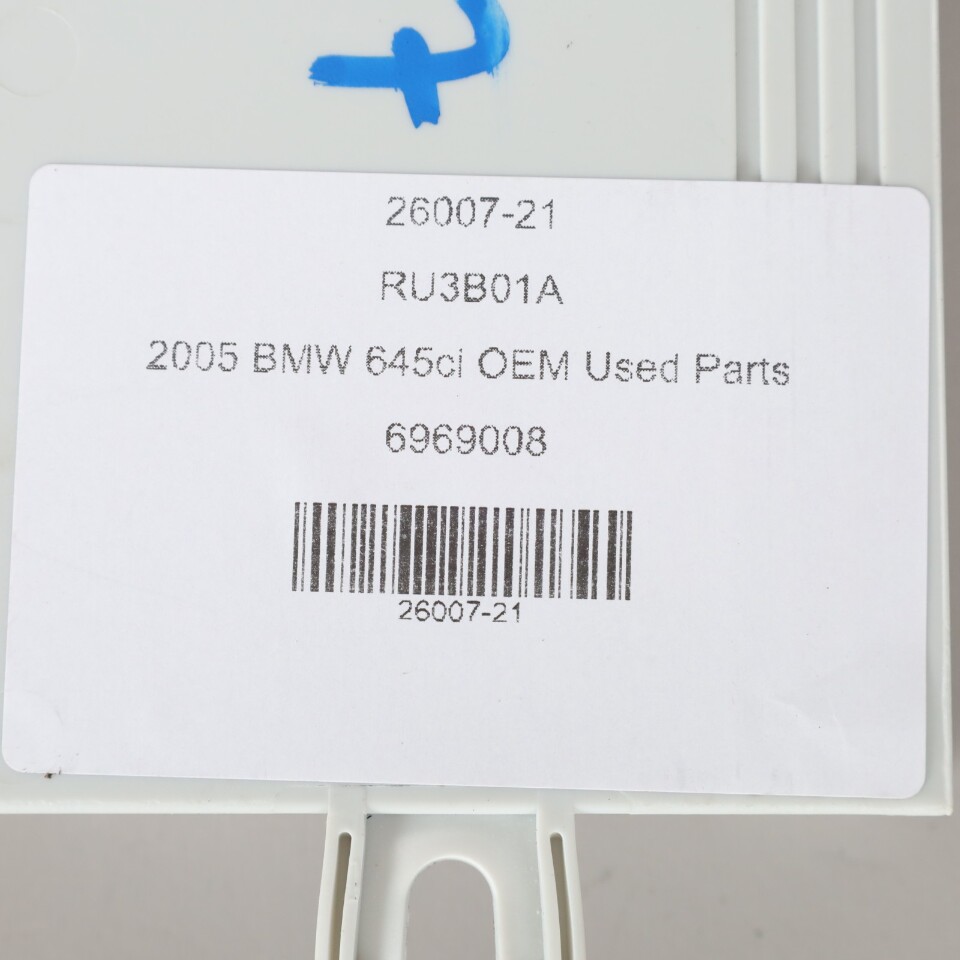 26007-21
RU3B01A
2005 BMW 645ci OEM Used Parts
6969008
26007-21